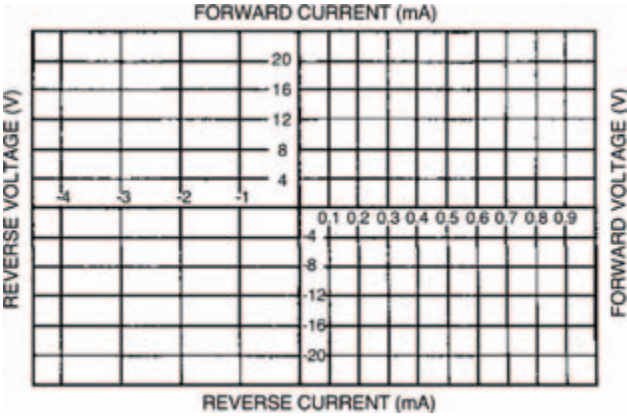 FORWARD CURRENT (mA)
REVERSE VOLTAGE (V)
FORWARD VOLTAGE (V)
20
16
12
8
4
-4 -3 -2 -1
0.1 0.2 0.3 0.4 0.5 0.6 0.7 0.8 0.9
-4
-8
-12
-16
-20
REVERSE CURRENT (mA)